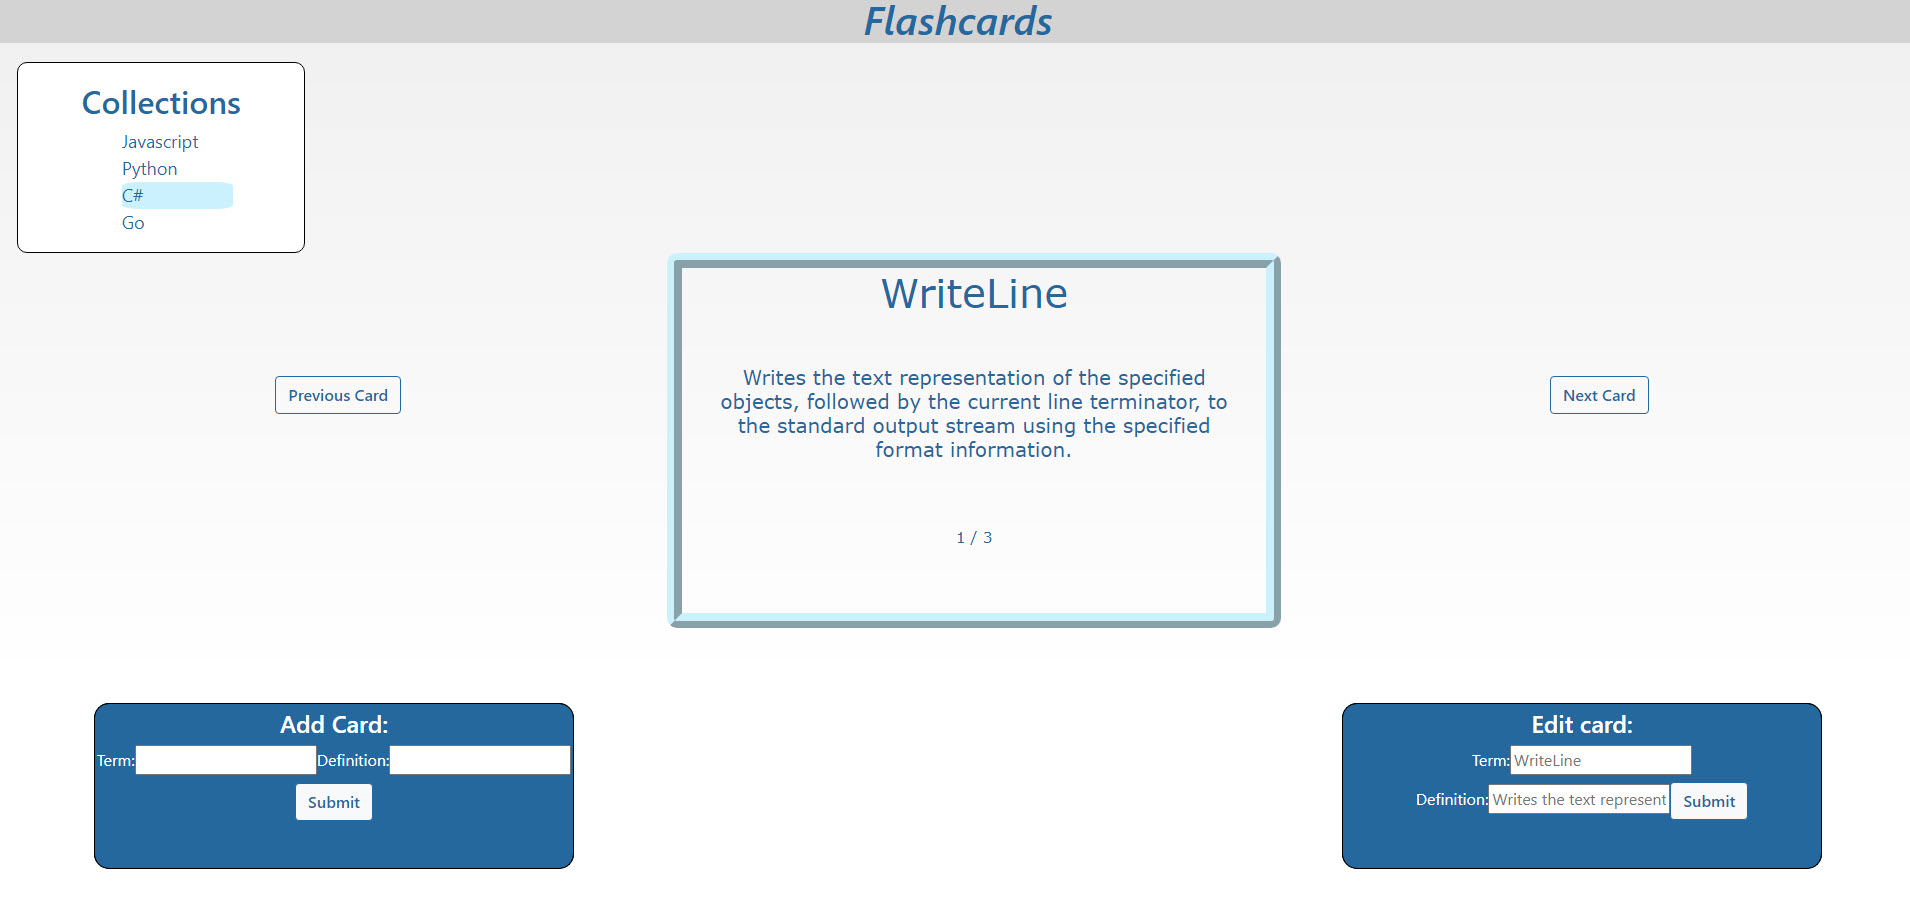 Flashcards
Collections
Javascript
Python
C#
Go
WriteLine
Writes the text representation of the specified
objects, followed by the current line terminator, to
the standard output stream using the specified
format information.
1 / 3
Previous Card
Next Card
Add Card:
Term:
Definition:
Submit
Edit card:
Term: WriteLine
Definition: Writes the text represent
Submit